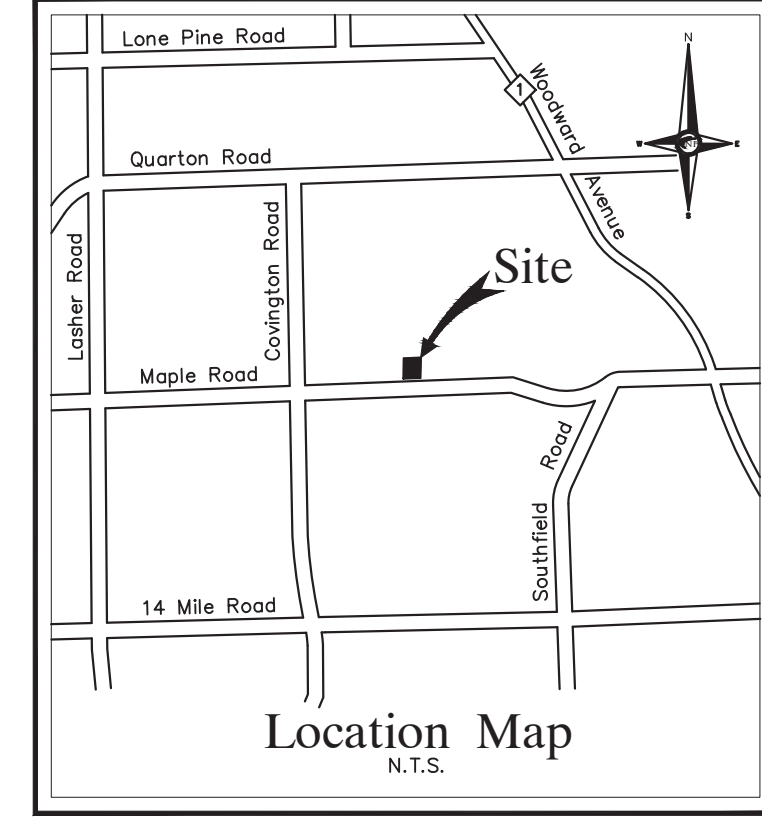 Lone Pine Road
N
1
Woodward
Avenue
W
NF
E
S
Quarton Road
Lasher Road
Covington Road
Site
Maple Road
Road
Southfield
14 Mile Road
Location Map
N.T.S.